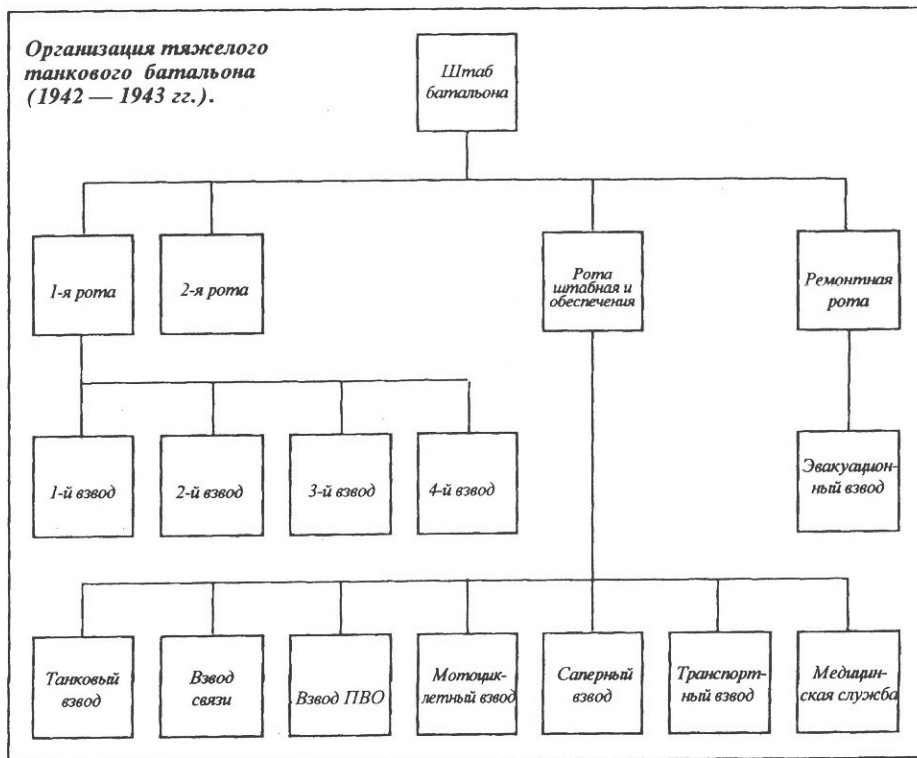 Организация тяжелого
танкового батальона
(1942 — 1943 гг.).
Штаб
батальона
1-я рота
2-я рота
Рота
штабная и
обеспечения
Ремонтная
рота
1-й взвод
2-й взвод
3-й взвод
4-й взвод
Эвакуацион-
ный взвод
Танковый
взвод
Взвод
связи
Взвод ПВО
Мотоцик-
летный взвод
Саперный
взвод
Транспорт-
ный взвод
Медицин-
ская служба